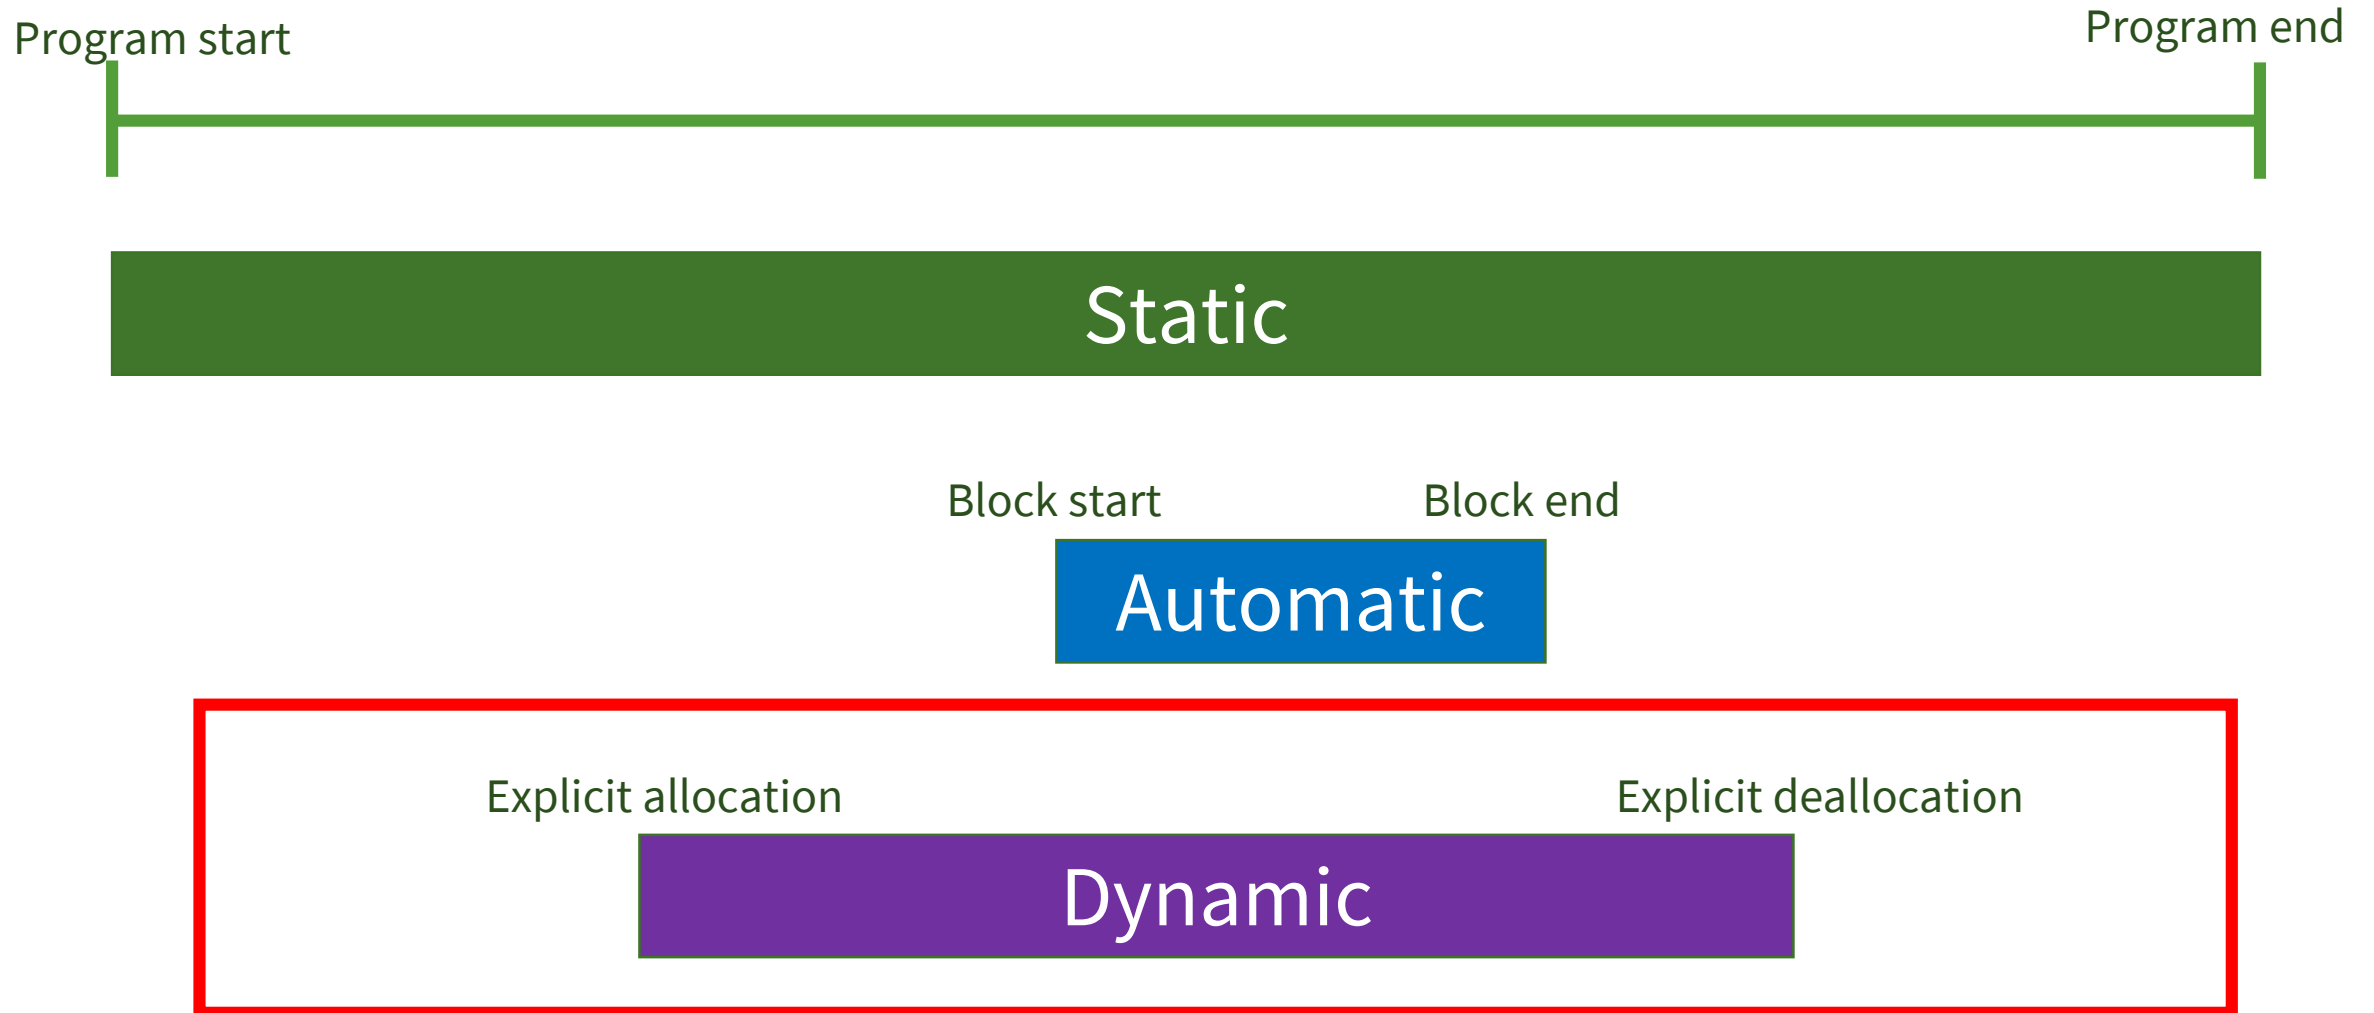 Program start
Program end
Static
Block start
Block end
Automatic
Explicit allocation
Explicit deallocation
Dynamic